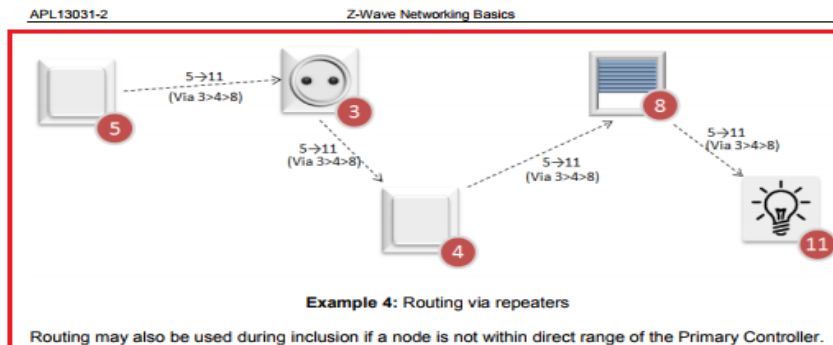 APL13031-2 Z-Wave Networking Basics
5→11
(Via 3>4>8)
5
3
8
5→11
(Via 3>4>8)
5→11
(Via 3>4>8)
5→11
(Via 3>4>8)
4
11
Example 4: Routing via repeaters
Routing may also be used during inclusion if a node is not within direct range of the Primary Controller.